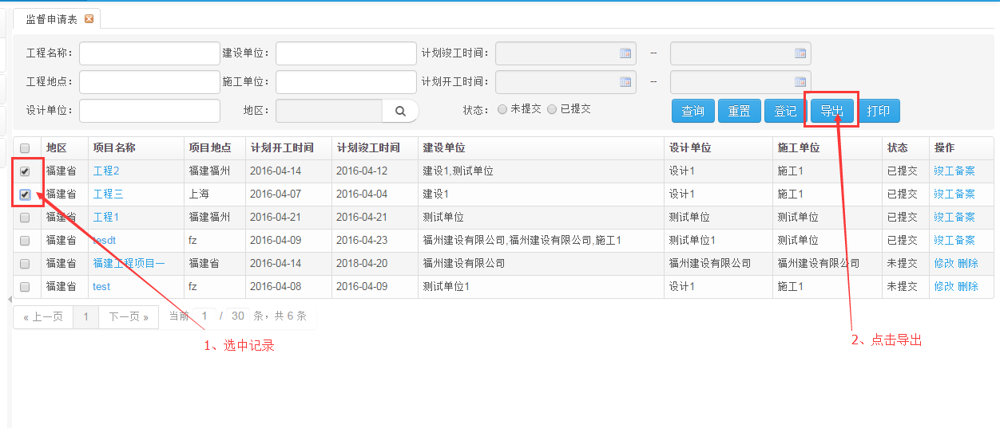 监督申请表
工程名称： 建设单位： 计划竣工时间： --
工程地点： 施工单位： 计划开工时间： --
设计单位： 地区： 状态： 未提交 已提交 查询 重置 登记 导出 打印
地区 项目名称 项目地点 计划开工时间 计划竣工时间 建设单位 设计单位 施工单位 状态 操作
福建省 工程2 福建福州 2016-04-14 2016-04-12 建设1,测试单位 设计1 施工1 已提交 竣工备案
福建省 工程三 上海 2016-04-07 2016-04-04 建设1 设计1 施工1 已提交 竣工备案
福建省 工程1 福建福州 2016-04-21 2016-04-21 测试单位 测试单位 测试单位 已提交 竣工备案
福建省 tesdt fz 2016-04-09 2016-04-23 福州建设有限公司,福州建设有限公司,施工1 测试单位1 测试单位 已提交 竣工备案
福建省 福建工程项目一 福建省 2016-04-14 2018-04-20 福州建设有限公司 福州建设有限公司 福州建设有限公司 未提交 修改 删除
福建省 test fz 2016-04-08 2016-04-09 测试单位1 设计1 施工1 未提交 修改 删除
« 上一页 1 下一页 » 当前 1 / 30 条，共 6 条
1、选中记录
2、点击导出